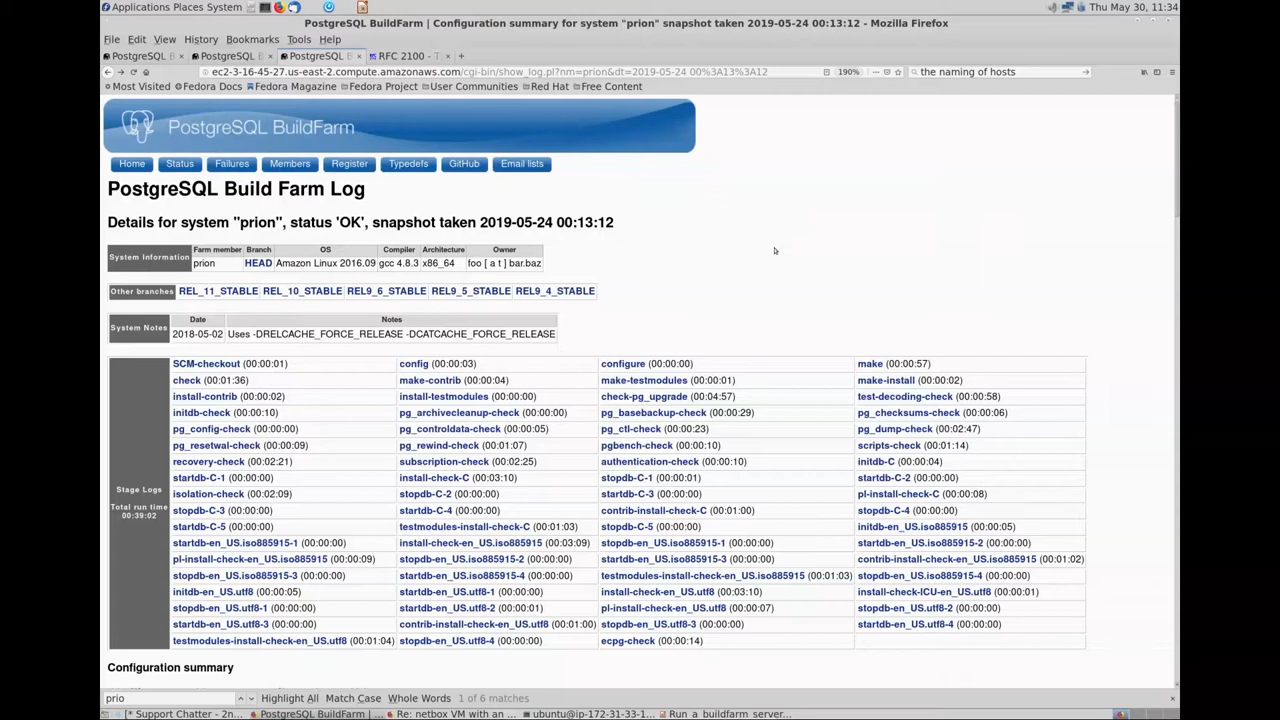 Applications Places System
Thu May 30, 11:34
PostgreSQL BuildFarm | Configuration summary for system "prion" snapshot taken 2019-05-24 00:13:12 - Mozilla Firefox
File Edit View History Bookmarks Tools Help
PostgreSQL B × PostgreSQL B × PostgreSQL B × RFC 2100 - T × +
ec2-3-16-45-27.us-east-2.compute.amazonaws.com/cgi-bin/show_log.pl?nm=prion&dt=2019-05-24 00%3A13%3A12 190% the naming of hosts
Most Visited Fedora Docs Fedora Magazine Fedora Project User Communities Red Hat Free Content
PostgreSQL BuildFarm
Home Status Failures Members Register Typedefs GitHub Email lists
PostgreSQL Build Farm Log
Details for system "prion", status 'OK', snapshot taken 2019-05-24 00:13:12
System Information
Farm member Branch OS Compiler Architecture Owner
prion HEAD Amazon Linux 2016.09 gcc 4.8.3 x86_64 foo [ a t ] bar.baz
Other branches REL_11_STABLE REL_10_STABLE REL9_6_STABLE REL9_5_STABLE REL9_4_STABLE
System Notes
Date Notes
2018-05-02 Uses -DRELCACHE_FORCE_RELEASE -DCATCACHE_FORCE_RELEASE
Stage Logs
Total run time
00:39:02
SCM-checkout (00:00:01) config (00:00:03) configure (00:00:00) make (00:00:57)
check (00:01:36) make-contrib (00:00:04) make-testmodules (00:00:01) make-install (00:00:02)
install-contrib (00:00:02) install-testmodules (00:00:00) check-pg_upgrade (00:04:57) test-decoding-check (00:00:58)
initdb-check (00:00:10) pg_archivecleanup-check (00:00:00) pg_basebackup-check (00:00:29) pg_checksums-check (00:00:06)
pg_config-check (00:00:00) pg_controldata-check (00:00:05) pg_ctl-check (00:00:23) pg_dump-check (00:02:47)
pg_resetwal-check (00:00:09) pg_rewind-check (00:01:07) pgbench-check (00:00:10) scripts-check (00:01:14)
recovery-check (00:02:21) subscription-check (00:02:25) authentication-check (00:00:10) initdb-C (00:00:04)
startdb-C-1 (00:00:00) install-check-C (00:03:10) stopdb-C-1 (00:00:01) startdb-C-2 (00:00:00)
isolation-check (00:02:09) stopdb-C-2 (00:00:00) startdb-C-3 (00:00:00) pl-install-check-C (00:00:08)
stopdb-C-3 (00:00:00) startdb-C-4 (00:00:00) contrib-install-check-C (00:01:00) stopdb-C-4 (00:00:00)
startdb-C-5 (00:00:00) testmodules-install-check-C (00:01:03) stopdb-C-5 (00:00:00) initdb-en_US.iso885915 (00:00:05)
startdb-en_US.iso885915-1 (00:00:00) install-check-en_US.iso885915 (00:03:09) stopdb-en_US.iso885915-1 (00:00:00) startdb-en_US.iso885915-2 (00:00:00)
pl-install-check-en_US.iso885915 (00:00:09) stopdb-en_US.iso885915-2 (00:00:00) startdb-en_US.iso885915-3 (00:00:00) contrib-install-check-en_US.iso885915 (00:01:02)
stopdb-en_US.iso885915-3 (00:00:00) startdb-en_US.iso885915-4 (00:00:00) testmodules-install-check-en_US.iso885915 (00:01:03) stopdb-en_US.iso885915-4 (00:00:00)
initdb-en_US.utf8 (00:00:05) startdb-en_US.utf8-1 (00:00:00) install-check-en_US.utf8 (00:03:10) install-check-ICU-en_US.utf8 (00:00:01)
stopdb-en_US.utf8-1 (00:00:00) startdb-en_US.utf8-2 (00:00:01) pl-install-check-en_US.utf8 (00:00:07) stopdb-en_US.utf8-2 (00:00:00)
startdb-en_US.utf8-3 (00:00:00) contrib-install-check-en_US.utf8 (00:01:00) stopdb-en_US.utf8-3 (00:00:00) startdb-en_US.utf8-4 (00:00:00)
testmodules-install-check-en_US.utf8 (00:01:04) stopdb-en_US.utf8-4 (00:00:00) ecpg-check (00:00:14)
Configuration summary
prio Highlight All Match Case Whole Words 1 of 6 matches
[* Support Chatter - 2n... PostgreSQL BuildFarm | ... Re: netbox VM with an ... ubuntu@ip-172-31-33-1... Run a buildfarm server...